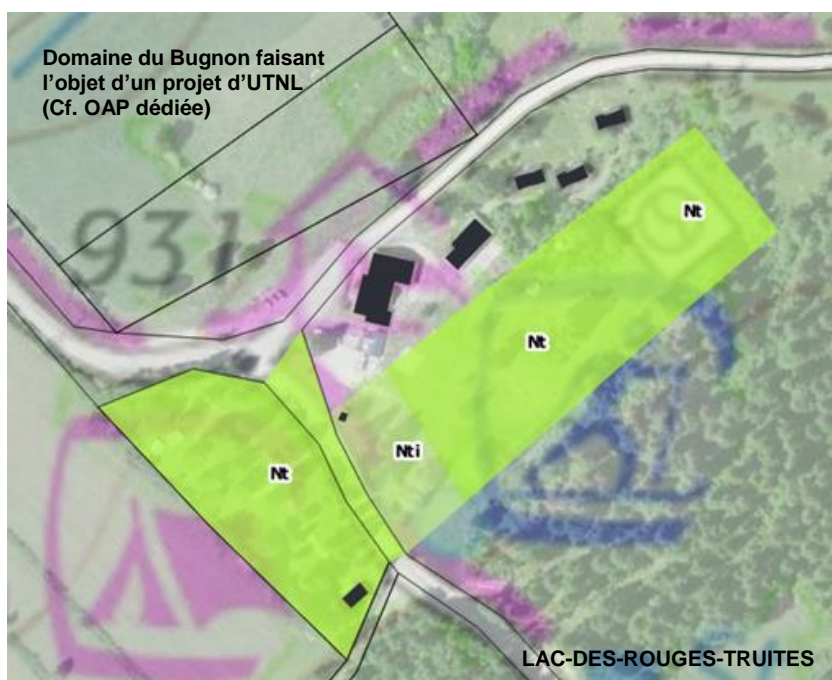 Domaine du Bugnon faisant
l'objet d'un projet d'UTNL
(Cf. OAP dédiée)
931
Nt
Nt
Nti
Nt
LAC-DES-ROUGES-TRUITES